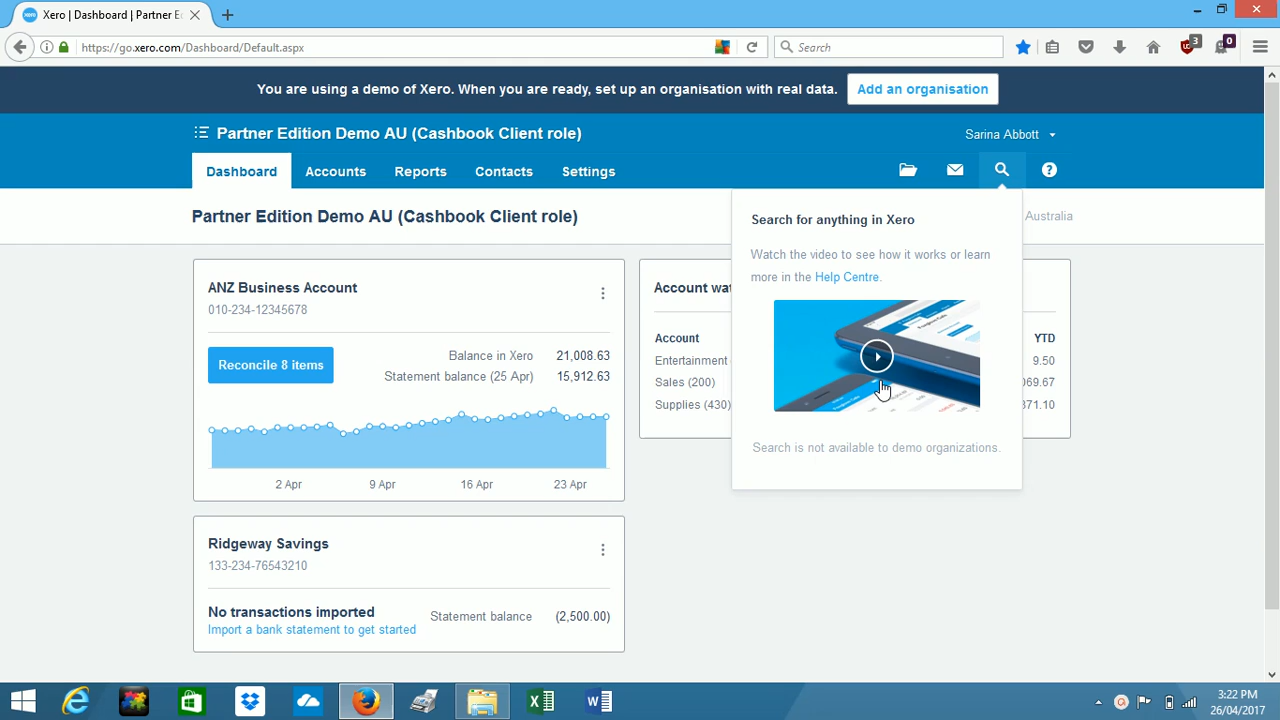 Xero | Dashboard | Partner E
https://go.xero.com/Dashboard/Default.aspx
Search
3
0
You are using a demo of Xero. When you are ready, set up an organisation with real data.
Add an organisation
Partner Edition Demo AU (Cashbook Client role)
Sarina Abbott
Dashboard
Accounts
Reports
Contacts
Settings
?
Partner Edition Demo AU (Cashbook Client role)
Australia
Search for anything in Xero
Watch the video to see how it works or learn
more in the Help Centre.
Search is not available to demo organizations.
ANZ Business Account
010-234-12345678
Reconcile 8 items
Balance in Xero 21,008.63
Statement balance (25 Apr) 15,912.63
2 Apr 9 Apr 16 Apr 23 Apr
Account wat
Account YTD
Entertainment 9.50
Sales (200) 969.67
Supplies (430) 371.10
Ridgeway Savings
133-234-76543210
No transactions imported
Import a bank statement to get started
Statement balance (2,500.00)
3:22 PM
26/04/2017